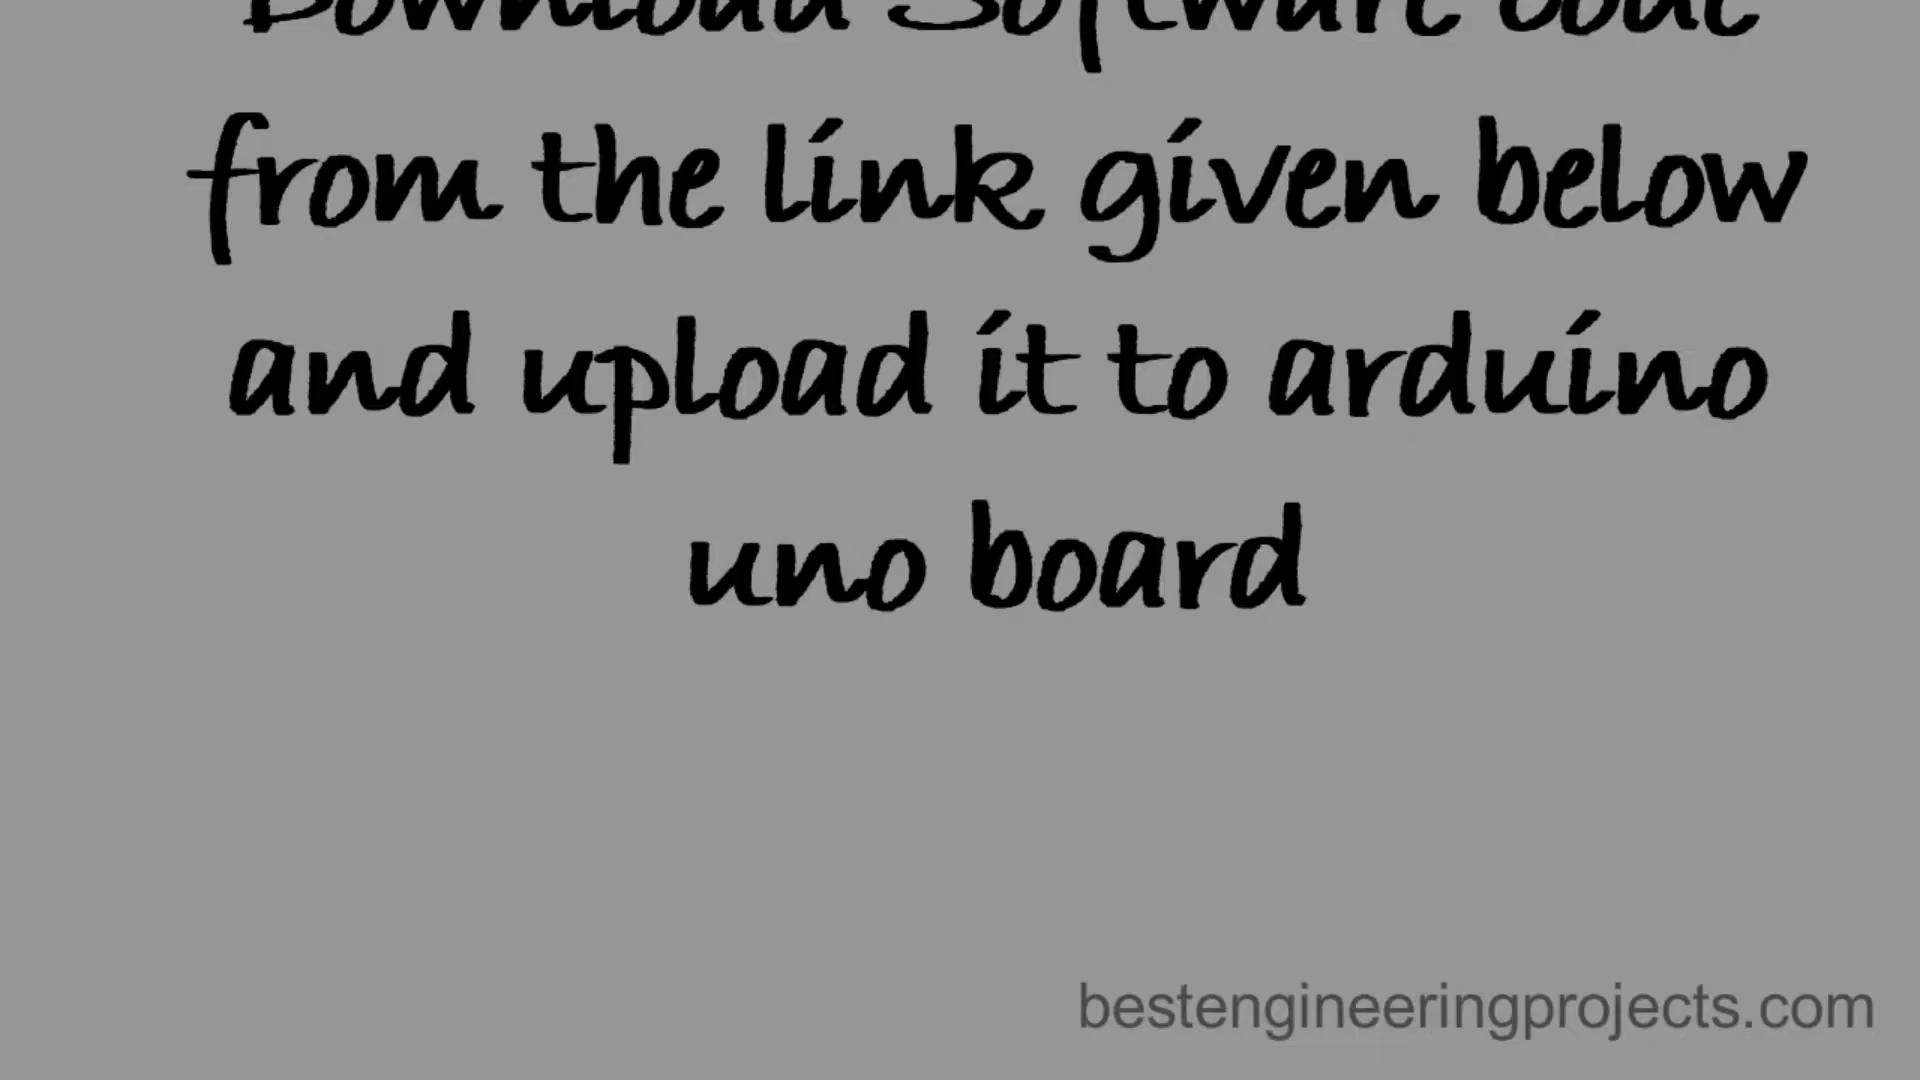 Download Software Code
from the link given below
and upload it to arduino
uno board
bestengineeringprojects.com